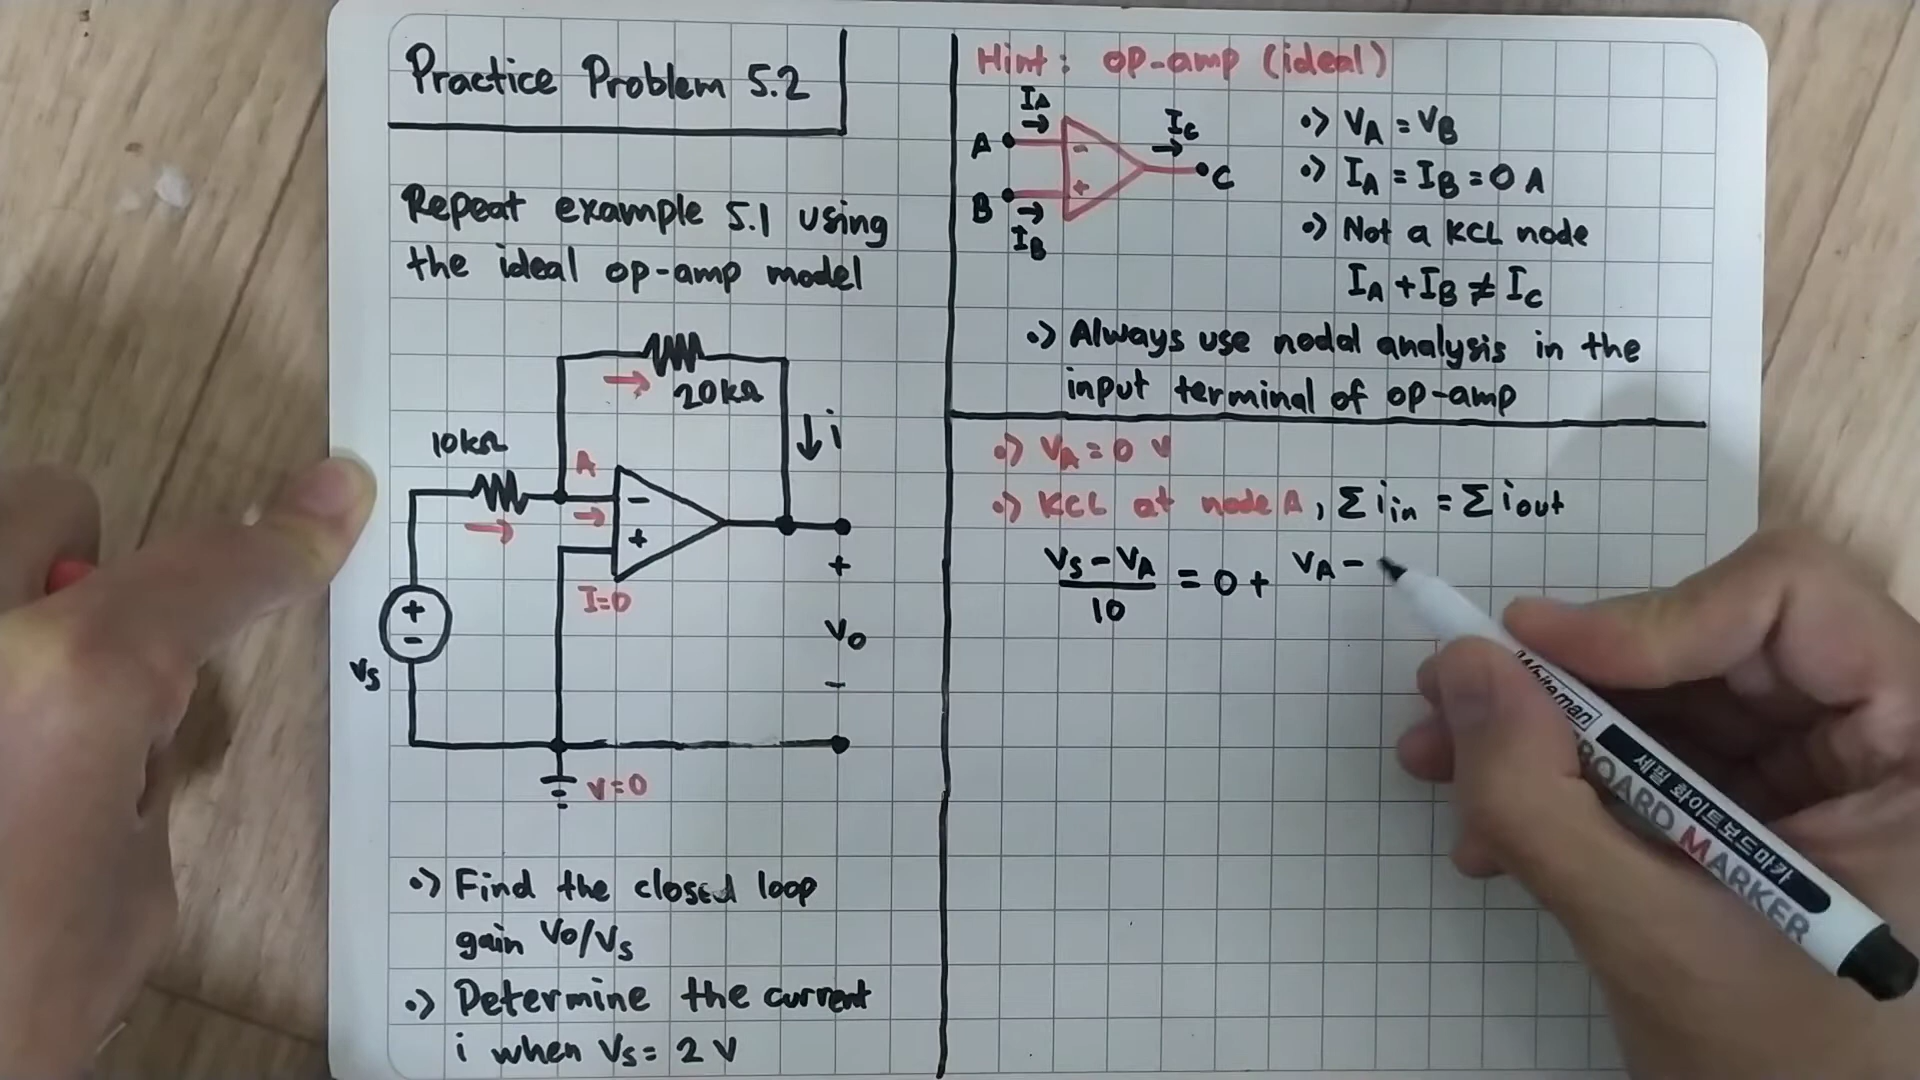 Practice Problem 5.2
Repeat example 5.1 using
the ideal op-amp model
20kΩ
i
10kΩ
A
-
+
I=0
+
-
Vs
+
Vo
-
V=0
•) Find the closed loop
gain Vo/Vs
•) Determine the current
i when Vs = 2 V
Hint: op-amp (ideal)
IA
A
-
B
+
IB
Ic
C
•) VA = VB
•) IA = IB = 0 A
•) Not a KCL node
IA + IB ≠ Ic
•) Always use nodal analysis in the
input terminal of op-amp
•) VA = 0 V
•) KCL at node A, Σ iin = Σ iout
Vs - VA
10
= 0 +
VA -
Whiteman
세필 화이트보드마카
BOARD MARKER